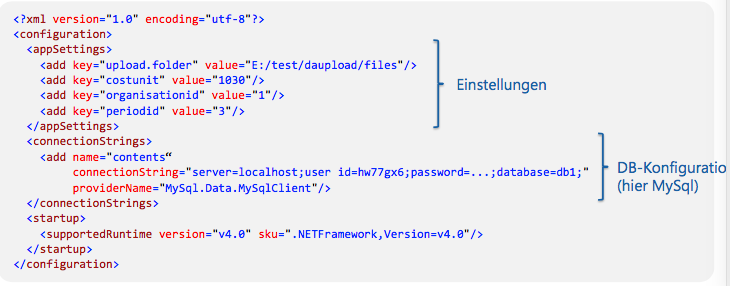 <?xml version="1.0" encoding="utf-8"?>
<configuration>
<appSettings>
<add key="upload.folder" value="E:/test/daupload/files"/>
<add key="costunit" value="1030"/>
<add key="organisationid" value="1"/>
<add key="periodid" value="3"/>
</appSettings>
<connectionStrings>
<add name="contents“
connectionString="server=localhost;user id=hw77gx6;password=...;database=db1;"
providerName="MySql.Data.MySqlClient"/>
</connectionStrings>
<startup>
<supportedRuntime version="v4.0" sku=".NETFramework,Version=v4.0"/>
</startup>
</configuration>
Einstellungen
DB-Konfiguratio
(hier MySql)